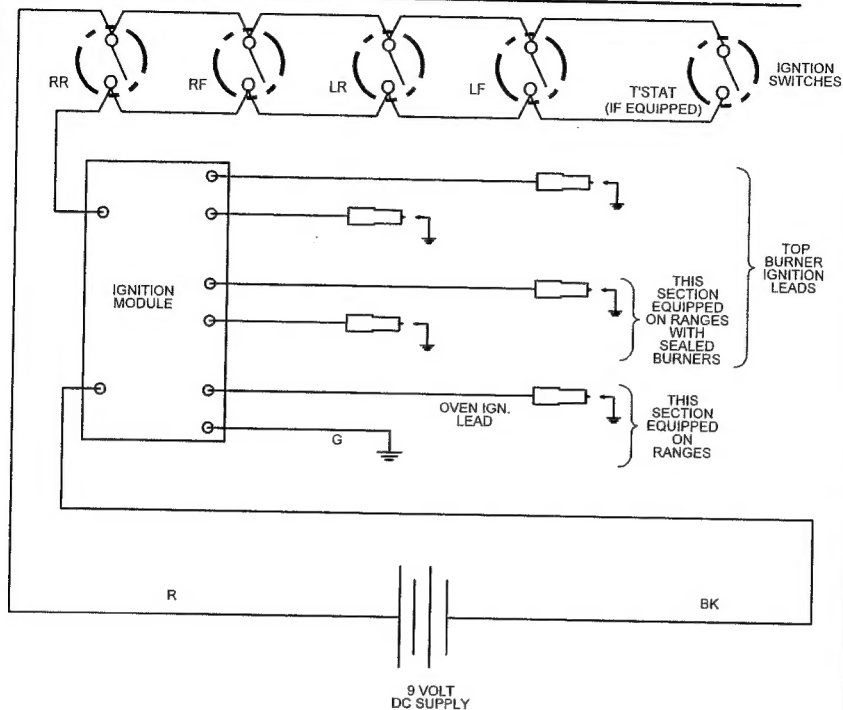 RR
RF
LR
LF
T'STAT
(IF EQUIPPED)
IGNTION
SWITCHES
IGNITION
MODULE
TOP
BURNER
IGNITION
LEADS
THIS
SECTION
EQUIPPED
ON RANGES
WITH
SEALED
BURNERS
OVEN IGN.
LEAD
THIS
SECTION
EQUIPPED
ON
RANGES
G
R
BK
9 VOLT
DC SUPPLY